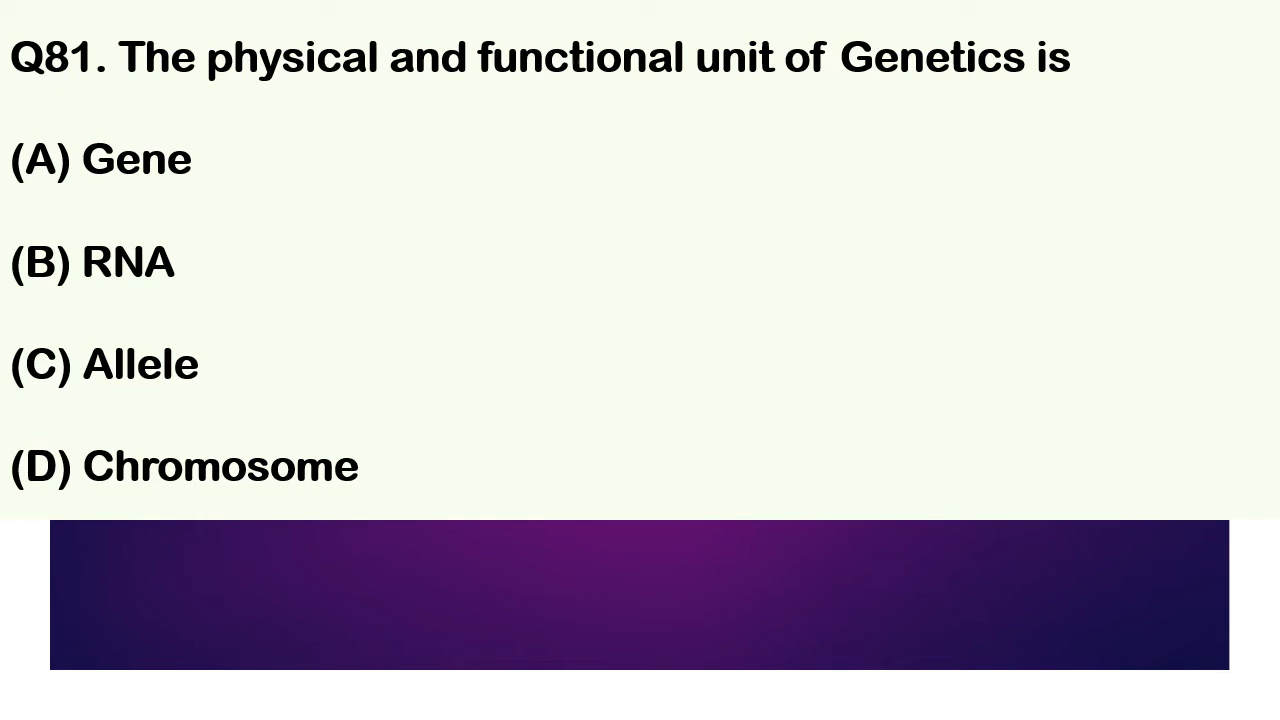 Q81. The physical and functional unit of Genetics is
(A) Gene
(B) RNA
(C) Allele
(D) Chromosome